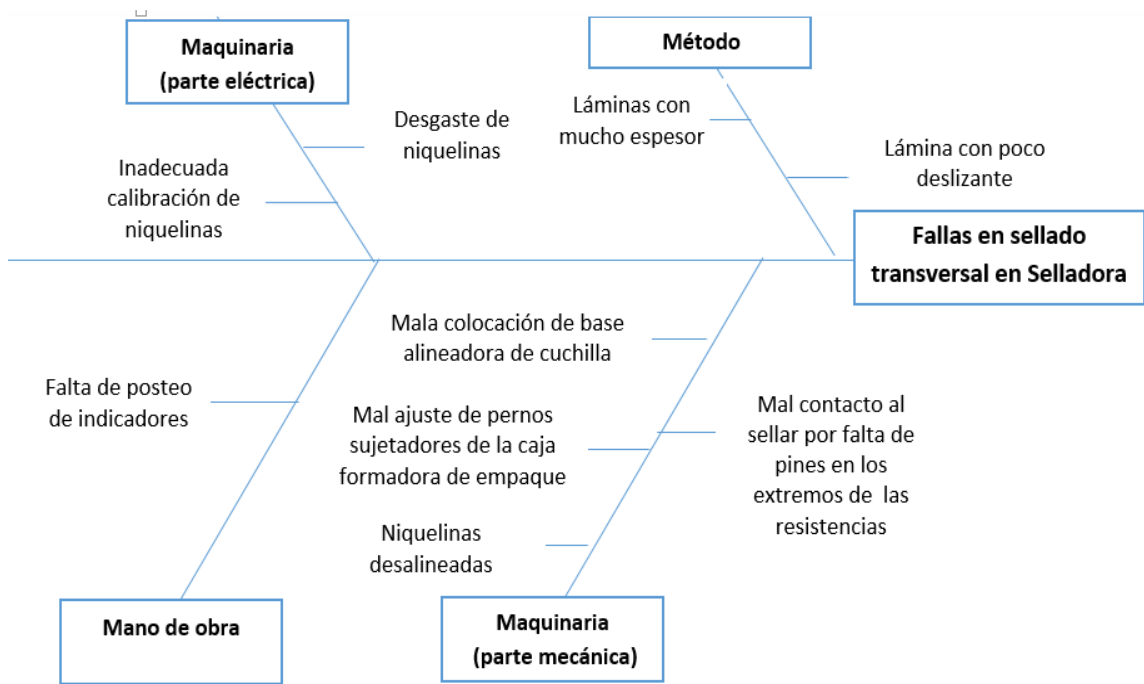 Maquinaria
(parte eléctrica)
Método
Desgaste de
niquelinas
Láminas con
mucho espesor
Inadecuada
calibración de
niquelinas
Lámina con poco
deslizante
Fallas en sellado
transversal en Selladora
Mala colocación de base
alineadora de cuchilla
Falta de posteo
de indicadores
Mal ajuste de pernos
sujetadores de la caja
formadora de empaque
Mal contacto al
sellar por falta de
pines en los
extremos de las
resistencias
Niquelinas
desalineadas
Mano de obra
Maquinaria
(parte mecánica)